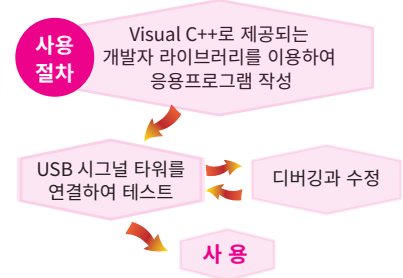 사용
절차
Visual C++로 제공되는
개발자 라이브러리를 이용하여
응용프로그램 작성
USB 시그널 타워를
연결하여 테스트
디버깅과 수정
사 용